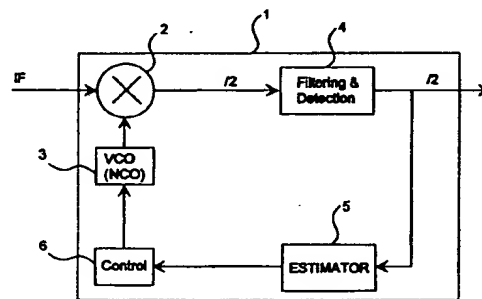 1
2
4
IF
/2
Filtering &
Detection
/2
3
VCO
(NCO)
5
6
Control
ESTIMATOR